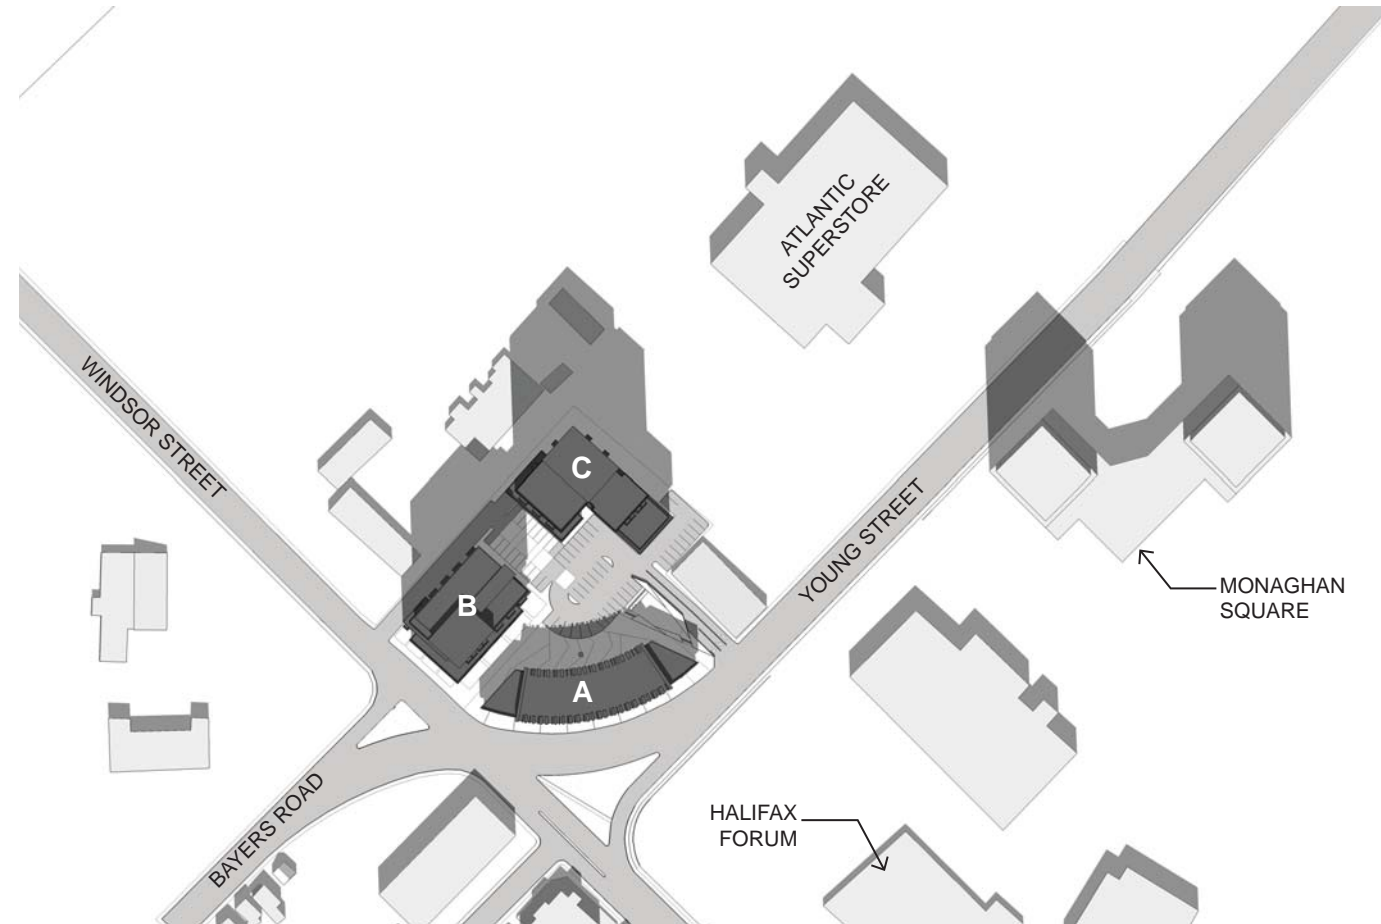 ATLANTIC
SUPERSTORE
WINDSOR STREET
C
YOUNG STREET
B
MONAGHAN
SQUARE
A
BAYERS ROAD
HALIFAX
FORUM